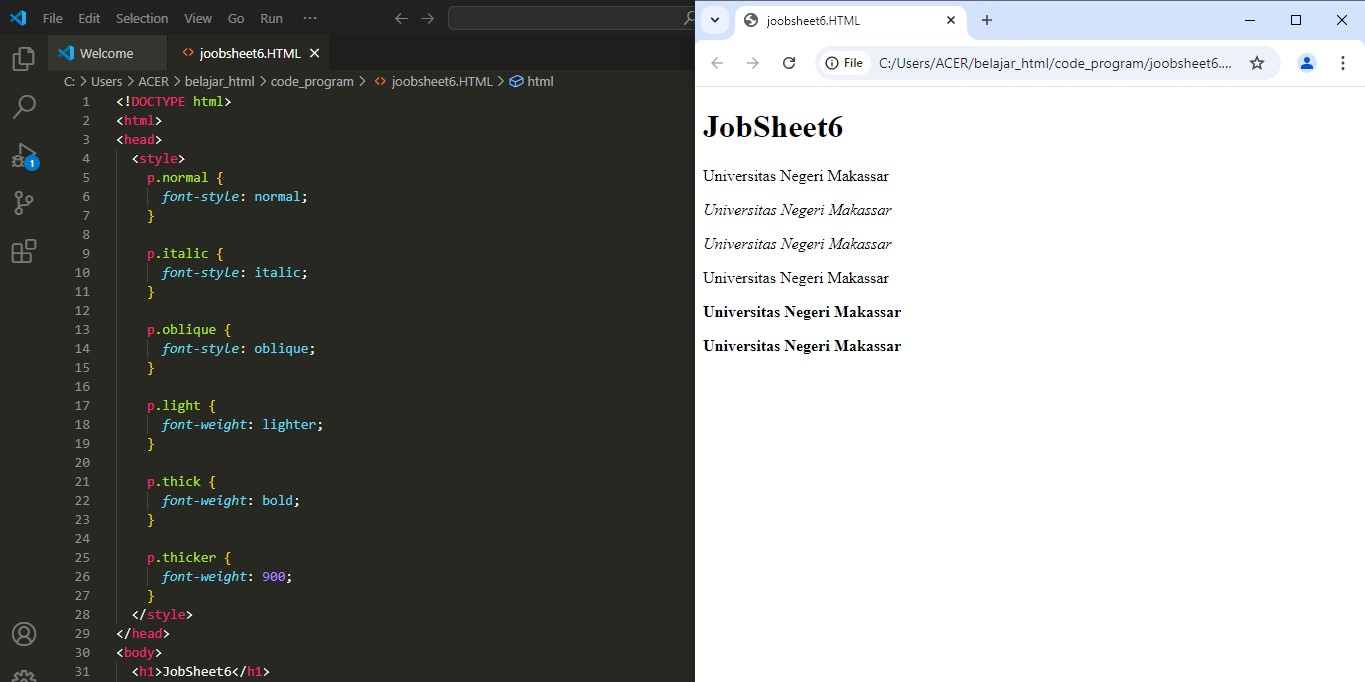 File Edit Selection View Go Run ···
Welcome joobsheet6.HTML
C: > Users > ACER > belajar_html > code_program > joobsheet6.HTML > html
1 <!DOCTYPE html>
2 <html>
3 <head>
4 <style>
5 p.normal {
6 font-style: normal;
7 }
8
9 p.italic {
10 font-style: italic;
11 }
12
13 p.oblique {
14 font-style: oblique;
15 }
16
17 p.light {
18 font-weight: lighter;
19 }
20
21 p.thick {
22 font-weight: bold;
23 }
24
25 p.thicker {
26 font-weight: 900;
27 }
28 </style>
29 </head>
30 <body>
31 <h1>JobSheet6</h1>
1
joobsheet6.HTML
File C:/Users/ACER/belajar_html/code_program/joobsheet6....
JobSheet6
Universitas Negeri Makassar
Universitas Negeri Makassar
Universitas Negeri Makassar
Universitas Negeri Makassar
Universitas Negeri Makassar
Universitas Negeri Makassar